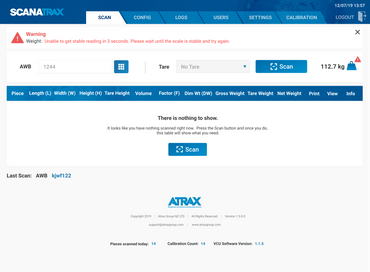 SCANATRAX
12/07/19 13:57
SCAN CONFIG LOGS USERS SETTINGS CALIBRATION LOGOUT
Warning
Weight: Unable to get stable reading in 3 seconds. Please wait until the scale is stable and try again.
AWB 1244 Tare No Tare Scan 112.7 kg
Piece Length (L) Width (W) Height (H) Tare Height Volume Factor (F) Dim Wt (DW) Gross Weight Tare Weight Net Weight Print View Info
There is nothing to show.
It looks like you have nothing scanned right now. Press the Scan button and once you do,
this table will show what you need.
Scan
Last Scan: AWB kjwf122
ATRAX
Copyright 2019 | Atrax Group NZ LTD | All Rights Reserved | Version 1.5.0.0
support@atraxgroup.com | www.atraxgroup.com
Pieces scanned today: 14 Calibration Count: 14 VCU Software Version: 1.1.5